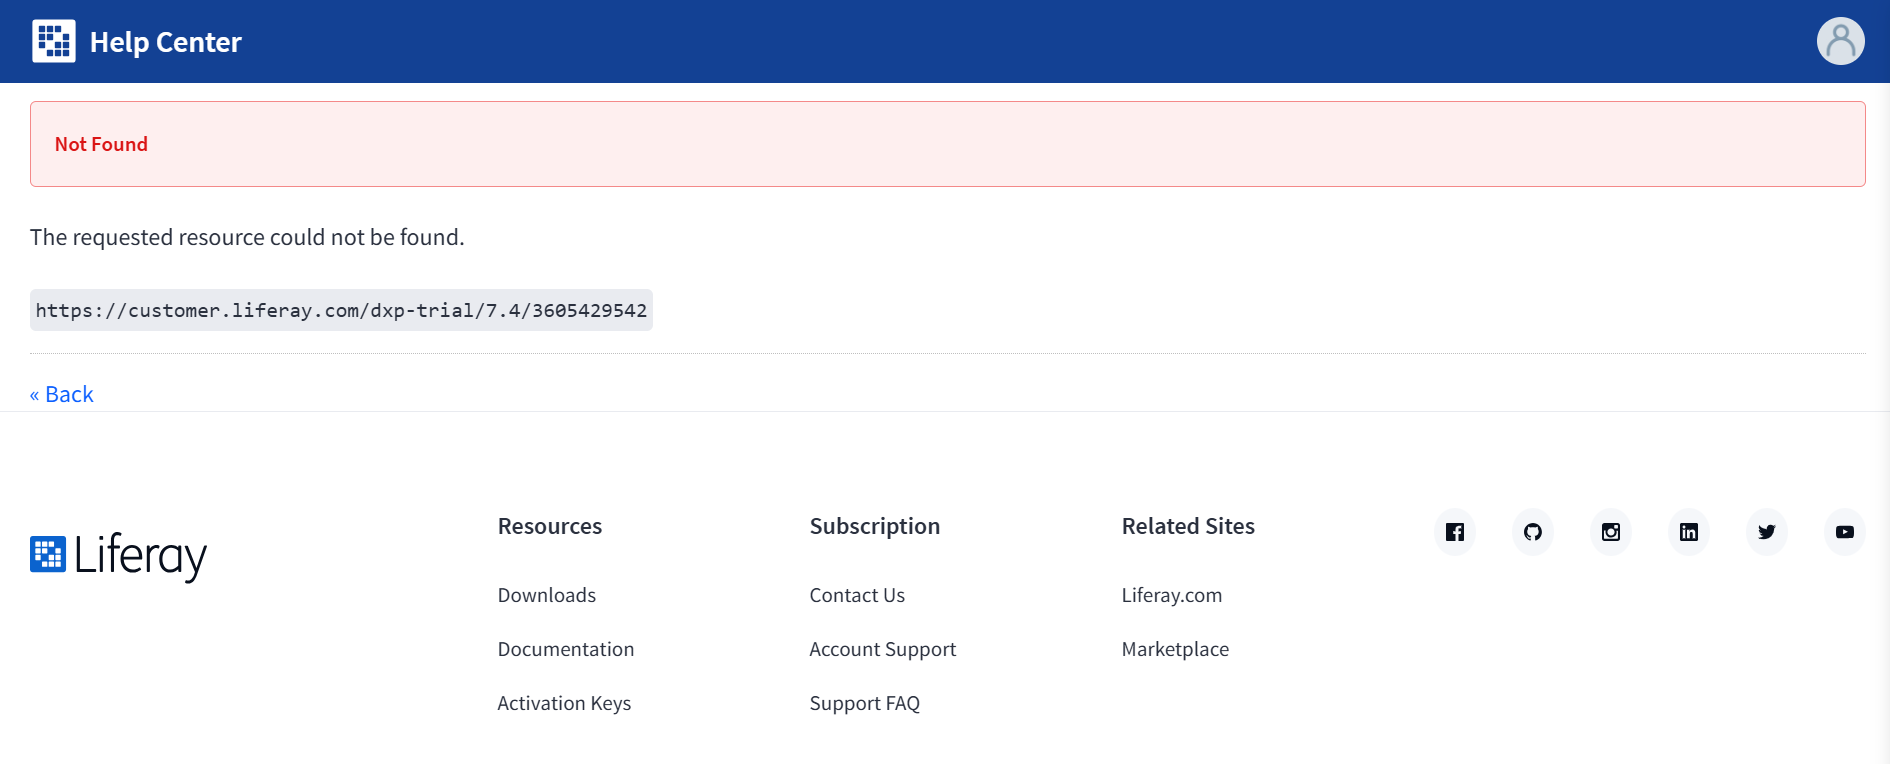 Help Center
Not Found
The requested resource could not be found.
https://customer.liferay.com/dxp-trial/7.4/3605429542
« Back
Liferay
Resources
Downloads
Documentation
Activation Keys
Subscription
Contact Us
Account Support
Support FAQ
Related Sites
Liferay.com
Marketplace